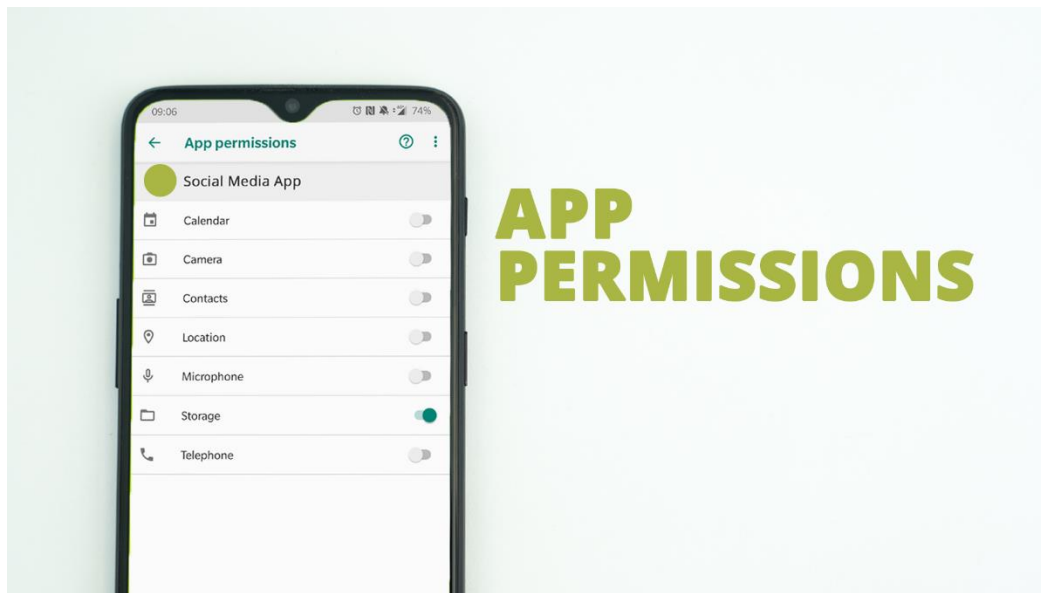 09:06 74%
App permissions
Social Media App
Calendar
Camera
Contacts
Location
Microphone
Storage
Telephone
APP
PERMISSIONS